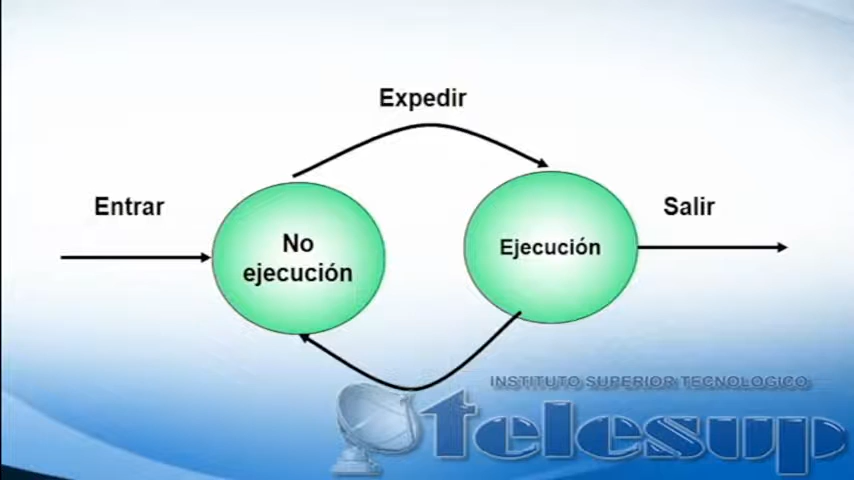 Expedir
Entrar
Salir
No
ejecución
Ejecución
INSTITUTO SUPERIOR TECNOLOGICO
telesup